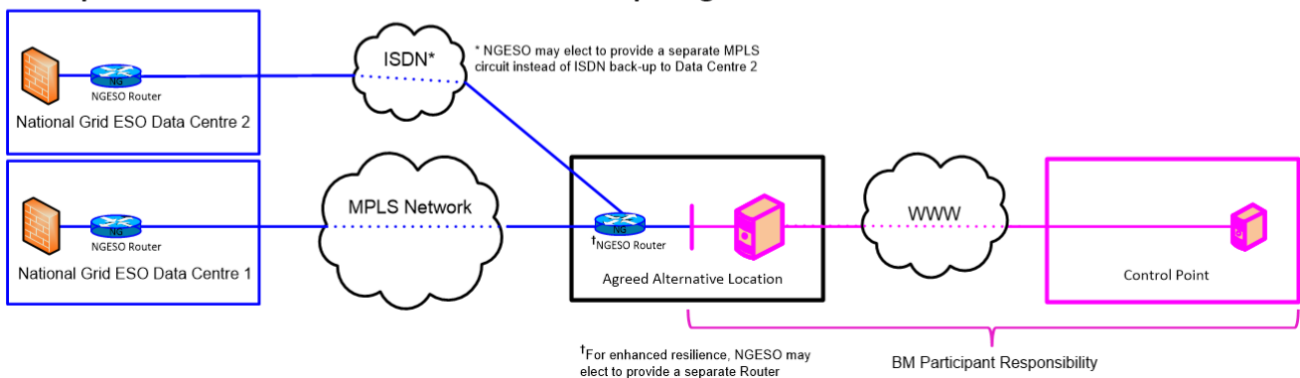 ISDN*
* NGESO may elect to provide a separate MPLS
circuit instead of ISDN back-up to Data Centre 2
NG
NGESO Router
National Grid ESO Data Centre 2
MPLS Network
WWW
NG
NGESO Router
National Grid ESO Data Centre 1
NG
†NGESO Router
Agreed Alternative Location
Control Point
†For enhanced resilience, NGESO may
elect to provide a separate Router
BM Participant Responsibility